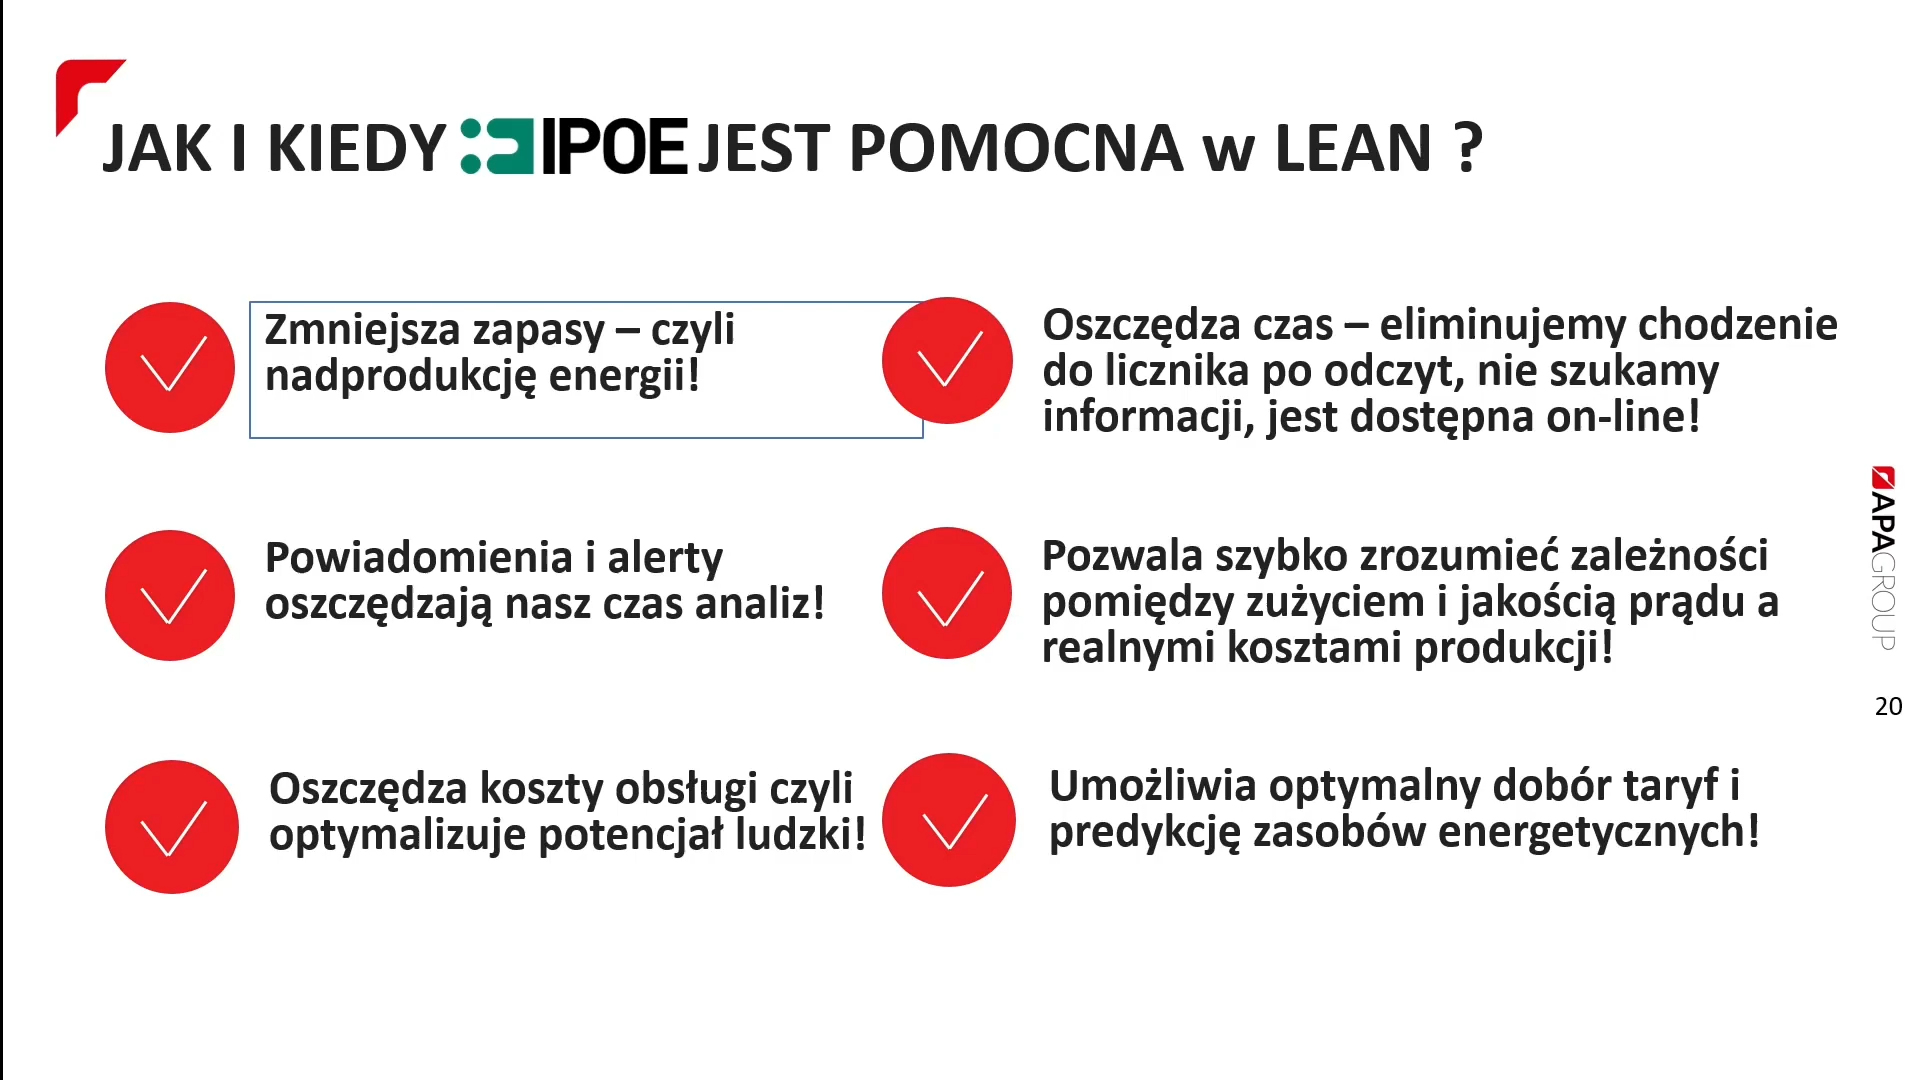 JAK I KIEDY IPOE JEST POMOCNA w LEAN ?
Zmniejsza zapasy – czyli
nadprodukcję energii!
Oszczędza czas – eliminujemy chodzenie
do licznika po odczyt, nie szukamy
informacji, jest dostępna on-line!
Powiadomienia i alerty
oszczędzają nasz czas analiz!
Pozwala szybko zrozumieć zależności
pomiędzy zużyciem i jakością prądu a
realnymi kosztami produkcji!
Oszczędza koszty obsługi czyli
optymalizuje potencjał ludzki!
Umożliwia optymalny dobór taryf i
predykcję zasobów energetycznych!
APAGROUP
20